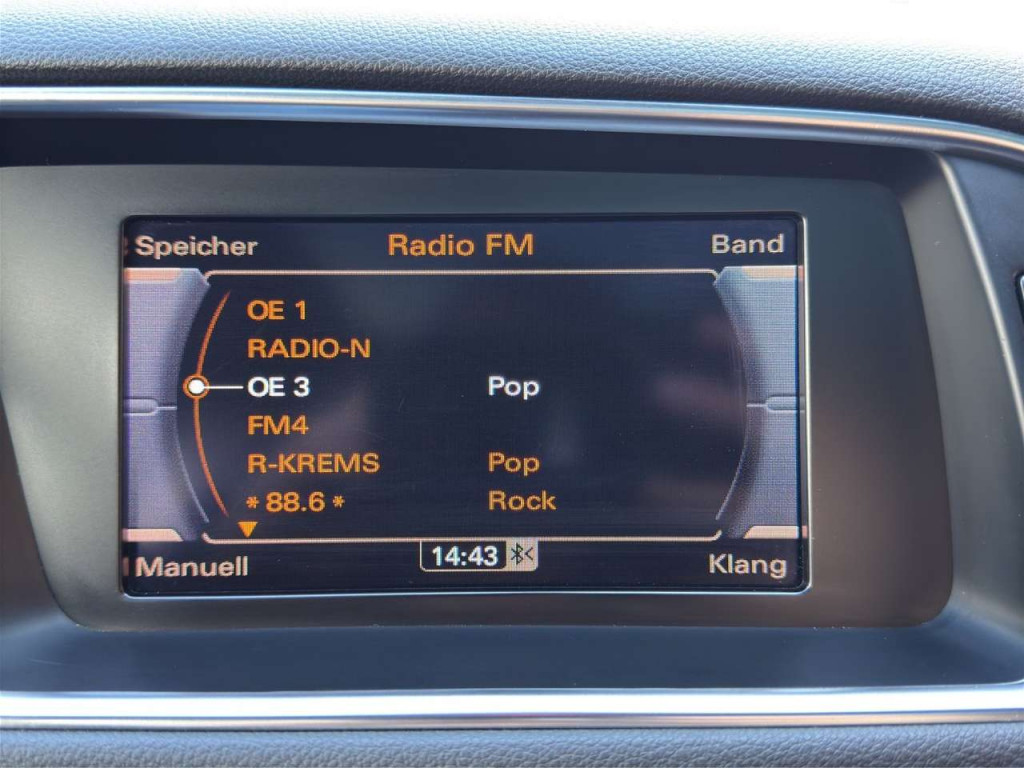 Speicher Radio FM Band
OE 1
RADIO-N
OE 3 Pop
FM4
R-KREMS Pop
* 88.6 * Rock
14:43
Manuell Klang